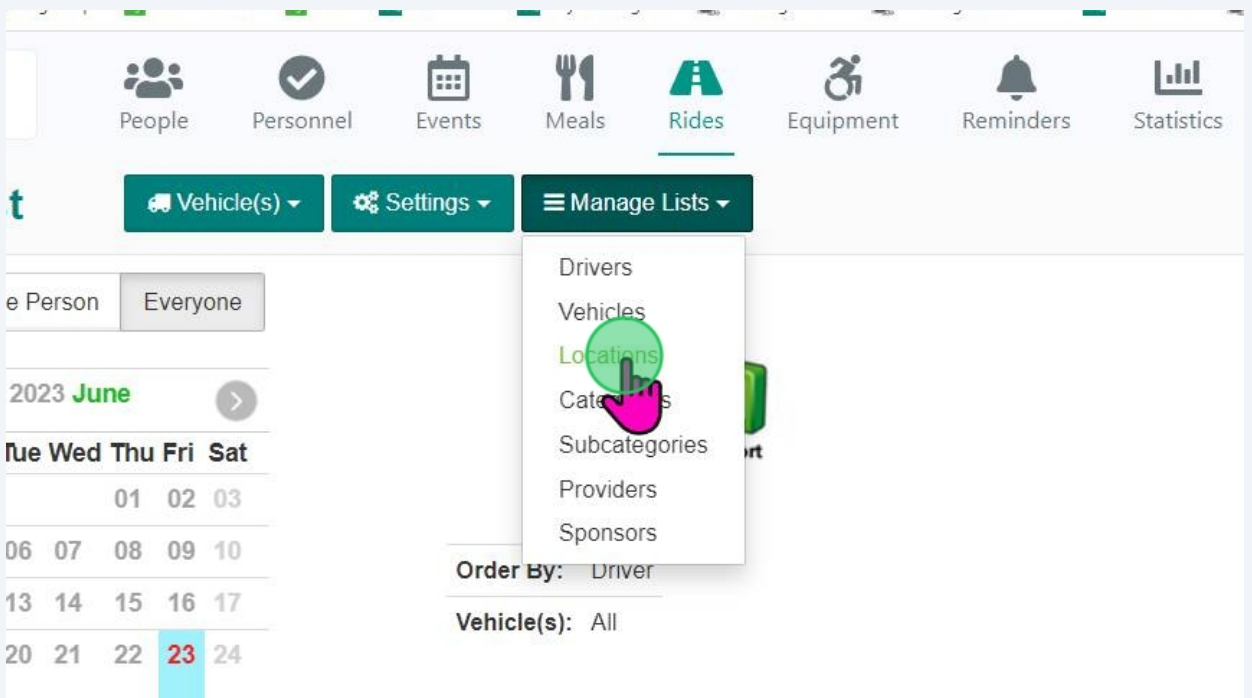 People Personnel Events Meals Rides Equipment Reminders Statistics
t Vehicle(s) Settings Manage Lists
Drivers
e Person Everyone
Vehicles
Locations
2023 June
Subcategories
Tue Wed Thu Fri Sat
rt
Providers
01 02 03
Sponsors
06 07 08 09 10
Order By: Driver
13 14 15 16 17
Vehicle(s): All
20 21 22 23 24